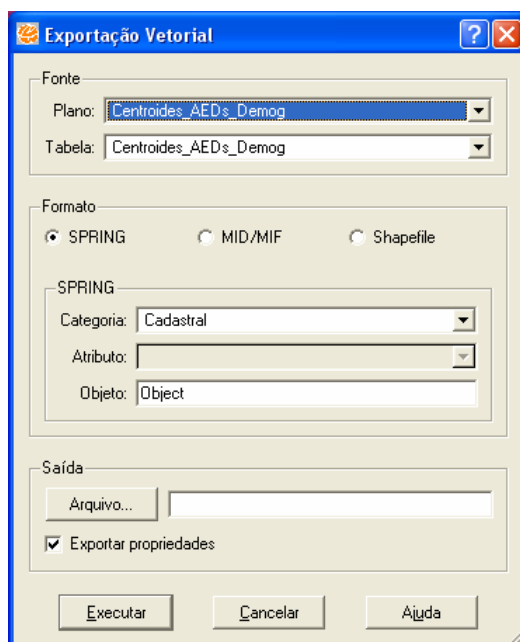 Exportação Vetorial
Fonte
Plano: Centroides_AEDs_Demog
Tabela: Centroides_AEDs_Demog
Formato
SPRING MID/MIF Shapefile
SPRING
Categoria: Cadastral
Atributo:
Objeto: Object
Saída
Arquivo...
Exportar propriedades
Executar Cancelar Ajuda